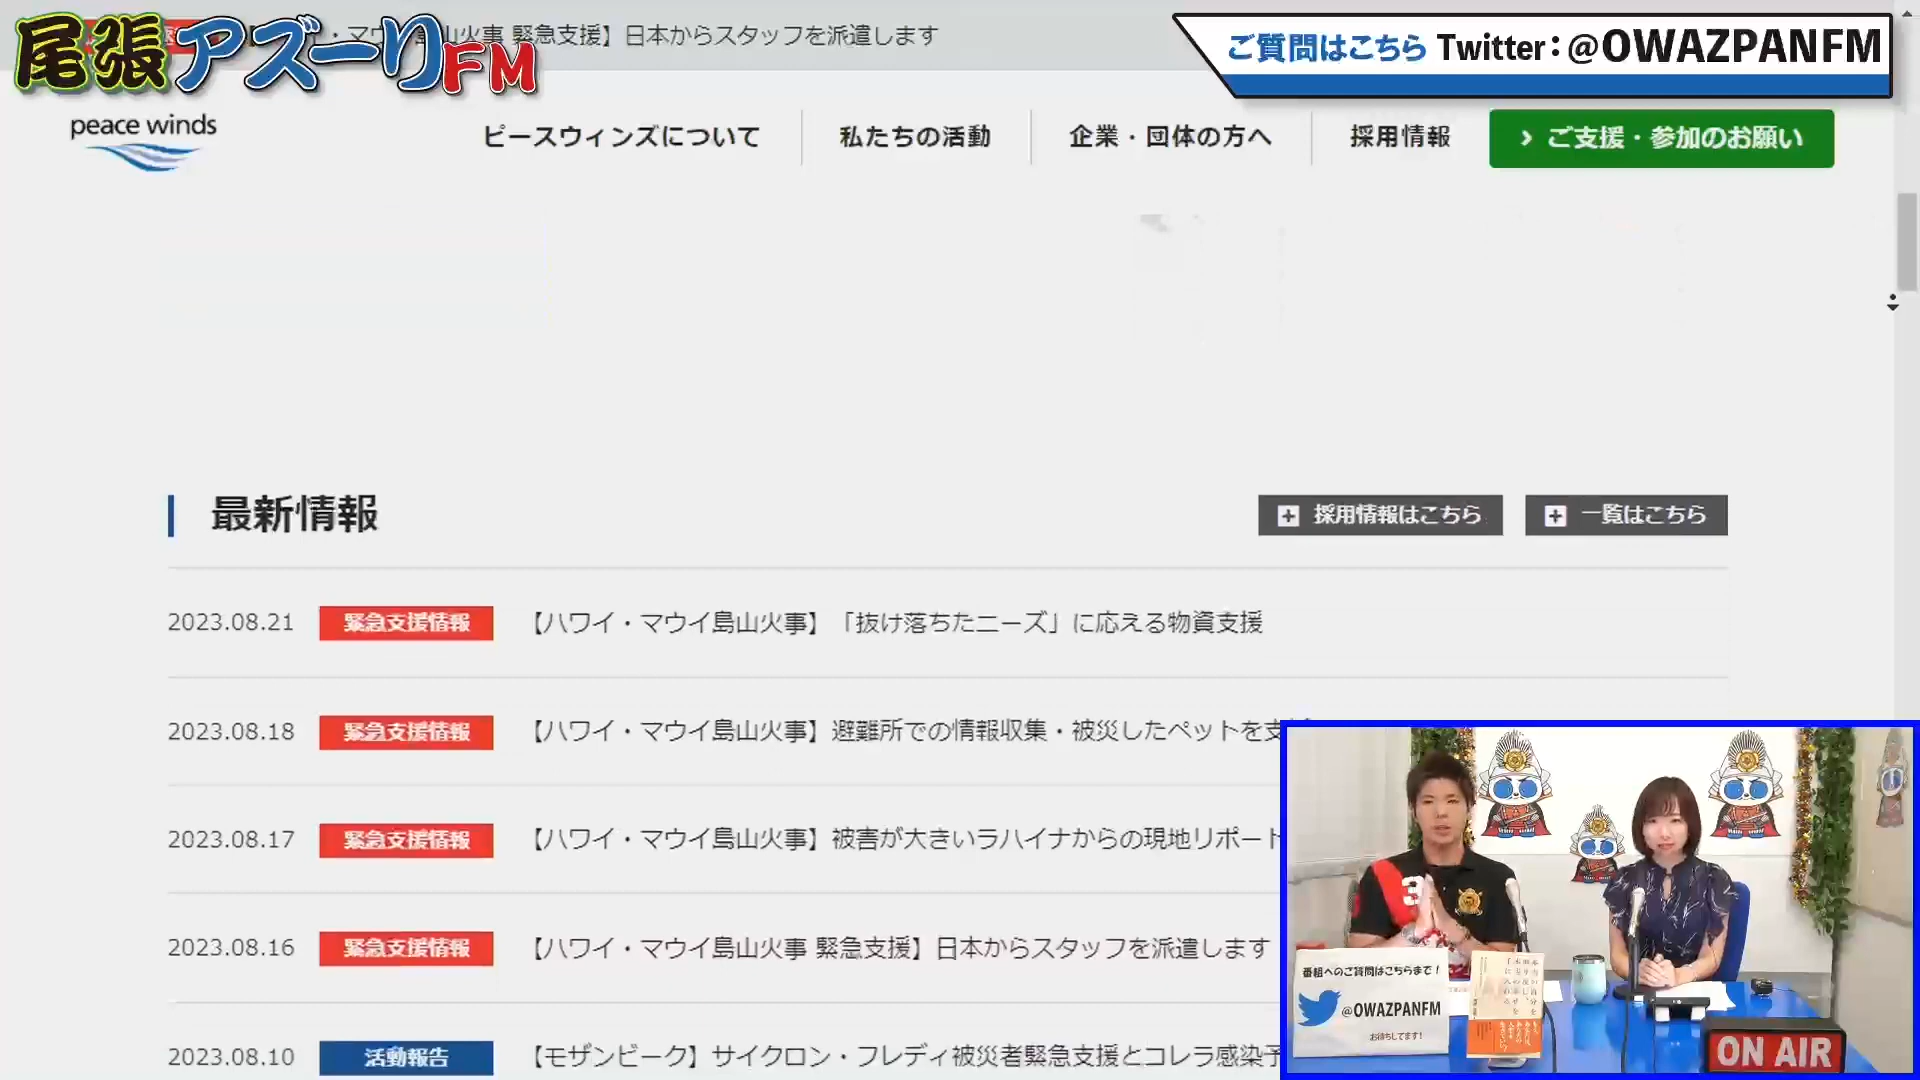 尾張アズーりFM
・マウイ島山火事 緊急支援】日本からスタッフを派遣します
ご質問はこちら Twitter：@OWAZPANFM
peace winds
ピースウィンズについて
私たちの活動
企業・団体の方へ
採用情報
› ご支援・参加のお願い
最新情報
採用情報はこちら
一覧はこちら
2023.08.21 緊急支援情報 【ハワイ・マウイ島山火事】「抜け落ちたニーズ」に応える物資支援
2023.08.18 緊急支援情報 【ハワイ・マウイ島山火事】避難所での情報収集・被災したペットを支
2023.08.17 緊急支援情報 【ハワイ・マウイ島山火事】被害が大きいラハイナからの現地リポート
2023.08.16 緊急支援情報 【ハワイ・マウイ島山火事 緊急支援】日本からスタッフを派遣します
2023.08.10 活動報告 【モザンビーク】サイクロン・フレディ被災者緊急支援とコレラ感染予
3
番組へのご質問はこちらまで！
@OWAZPANFM
お待ちしてます！
ON AIR